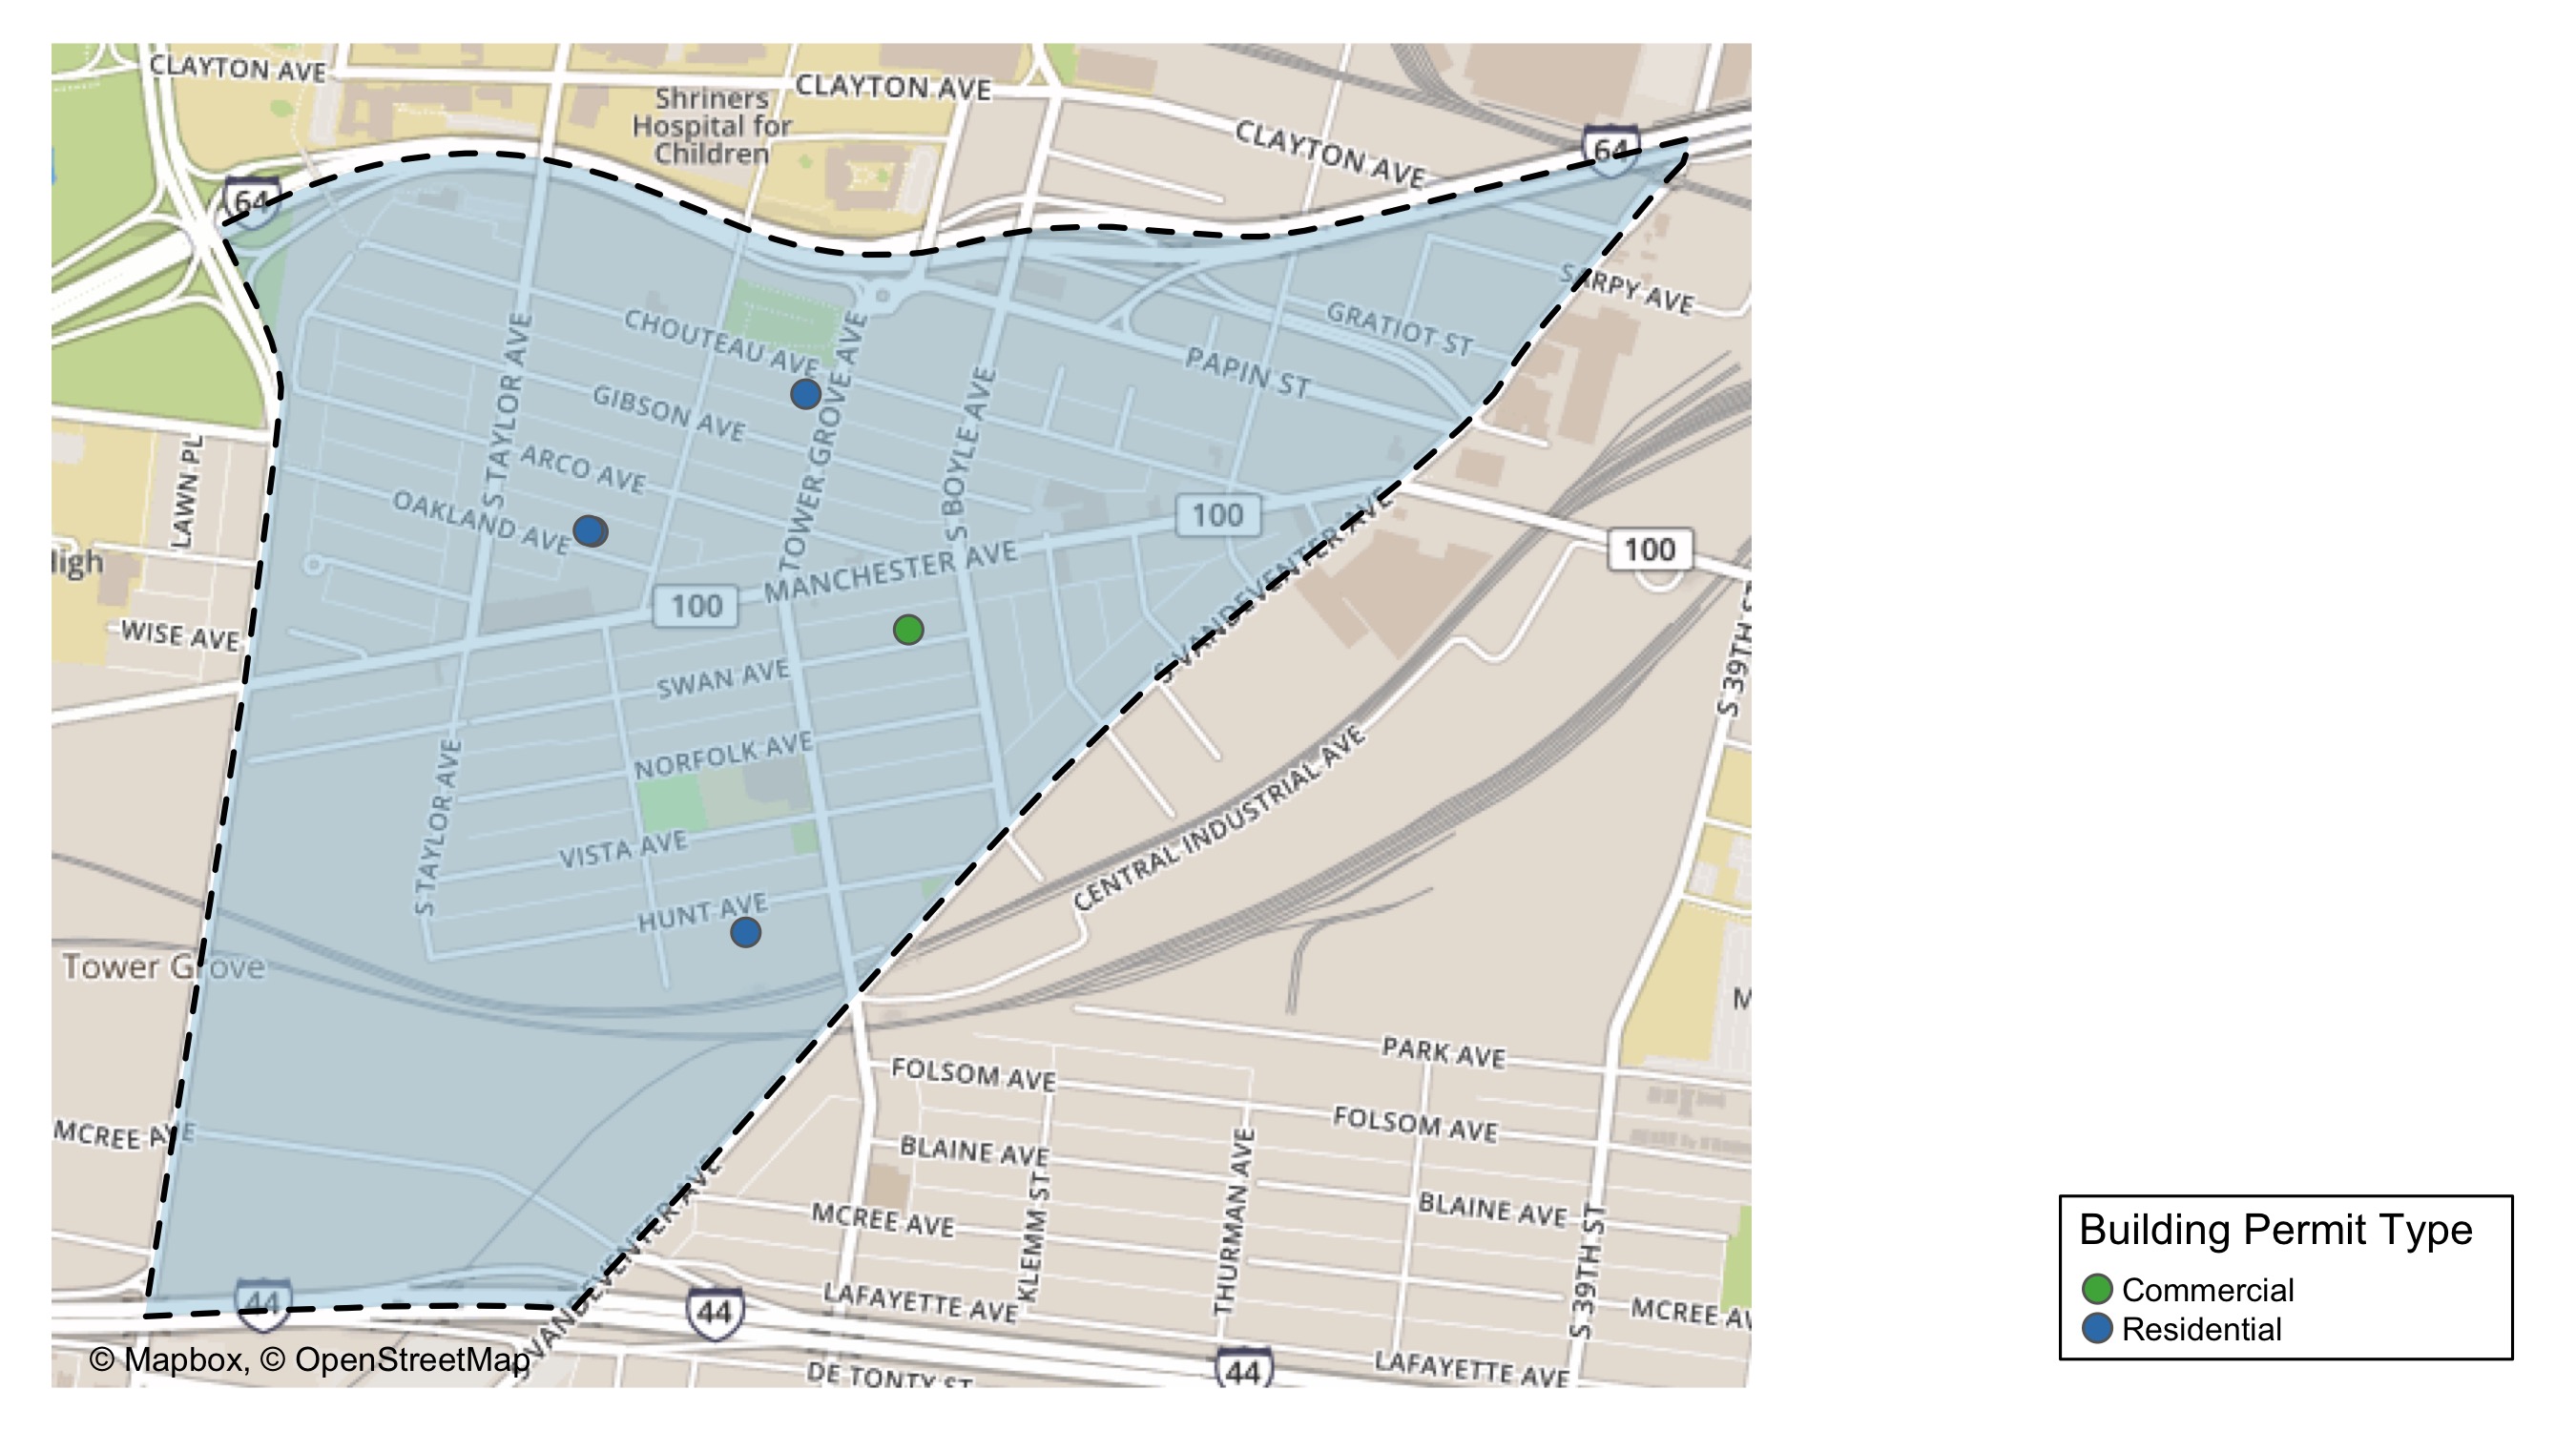 CLAYTON AVE
CLAYTON AVE
Shriners
Hospital for
Children
CLAYTON AVE
64
64
SARPY AVE
GRATIOT ST
CHOUTEAU AVE
PAPIN ST
GIBSON AVE
S TAYLOR AVE
TOWER GROVE AVE
S BOYLE AVE
ARCO AVE
LAWN PL
OAKLAND AVE
100
100
MANCHESTER AVE
100
S VANDEVENTER AVE
WISE AVE
SWAN AVE
S 39TH ST
NORFOLK AVE
S TAYLOR AVE
VISTA AVE
CENTRAL INDUSTRIAL AVE
HUNT AVE
Tower Grove
PARK AVE
FOLSOM AVE
FOLSOM AVE
MCREE AVE
BLAINE AVE
KLEMM ST
THURMAN AVE
BLAINE AVE
MCREE AVE
S 39TH ST
S VANDEVENTER AVE
44
44
LAFAYETTE AVE
MCREE AV
44
LAFAYETTE AVE
DE TONTY ST
© Mapbox, © OpenStreetMap
Building Permit Type
Commercial
Residential